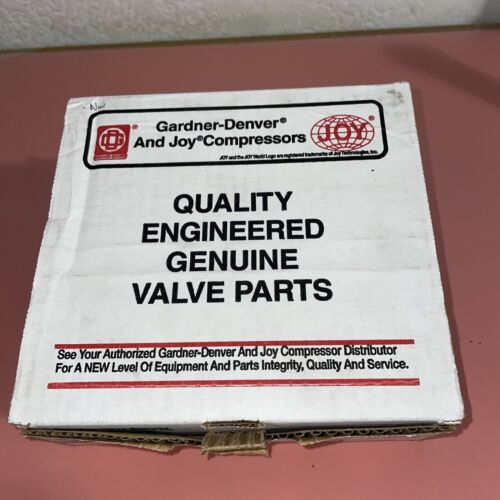 New
Gardner-Denver®
And Joy® Compressors
JOY
JOY and the JOY World Logo are registered trademarks of Joy Technologies, Inc.
QUALITY
ENGINEERED
GENUINE
VALVE PARTS
See Your Authorized Gardner-Denver And Joy Compressor Distributor
For A NEW Level Of Equipment And Parts Integrity, Quality And Service.